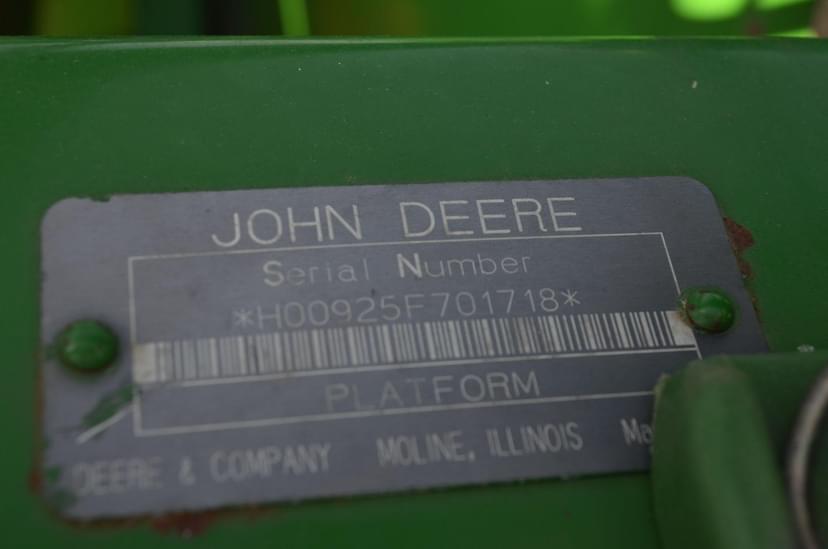 JOHN DEERE
Serial Number
*H00925F701718*
PLATFORM
DEERE & COMPANY MOLINE, ILLINOIS